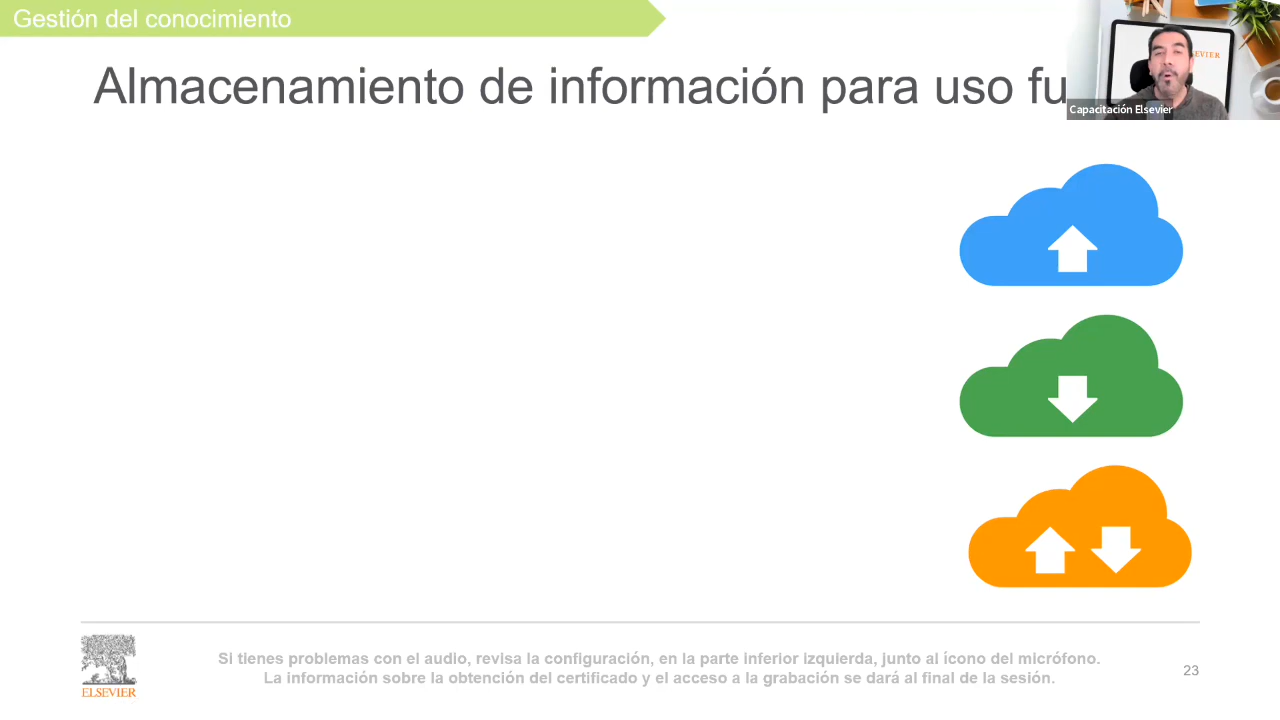 Gestión del conocimiento
Almacenamiento de información para uso fu
EVIER
Capacitación Elsevier
Si tienes problemas con el audio, revisa la configuración, en la parte inferior izquierda, junto al ícono del micrófono.
La información sobre la obtención del certificado y el acceso a la grabación se dará al final de la sesión.
23
ELSEVIER